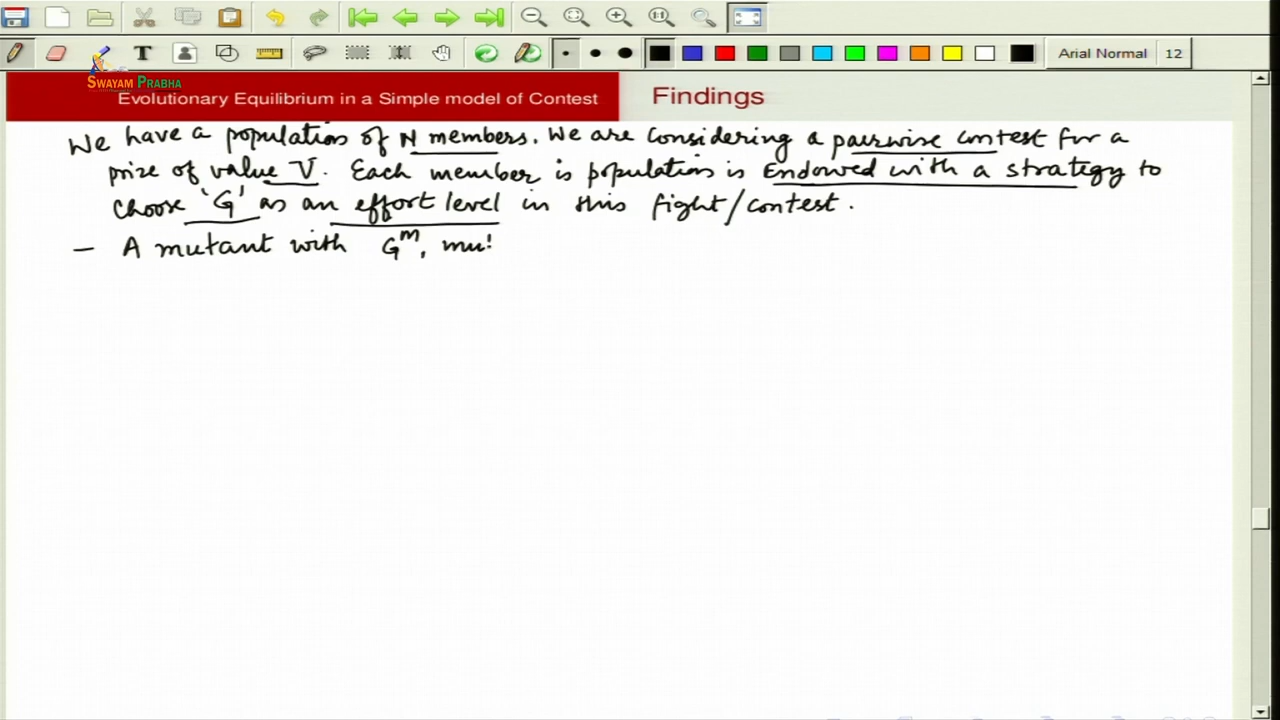 Arial Normal 12
SWAYAM PRABHA
Evolutionary Equilibrium in a Simple model of Contest Findings
We have a population of N members. We are considering a pairwise contest for a
prize of value V. Each member is population is Endowed with a strategy to
choose 'G' as an effort level in this fight/contest.
– A mutant with Gᵐ,